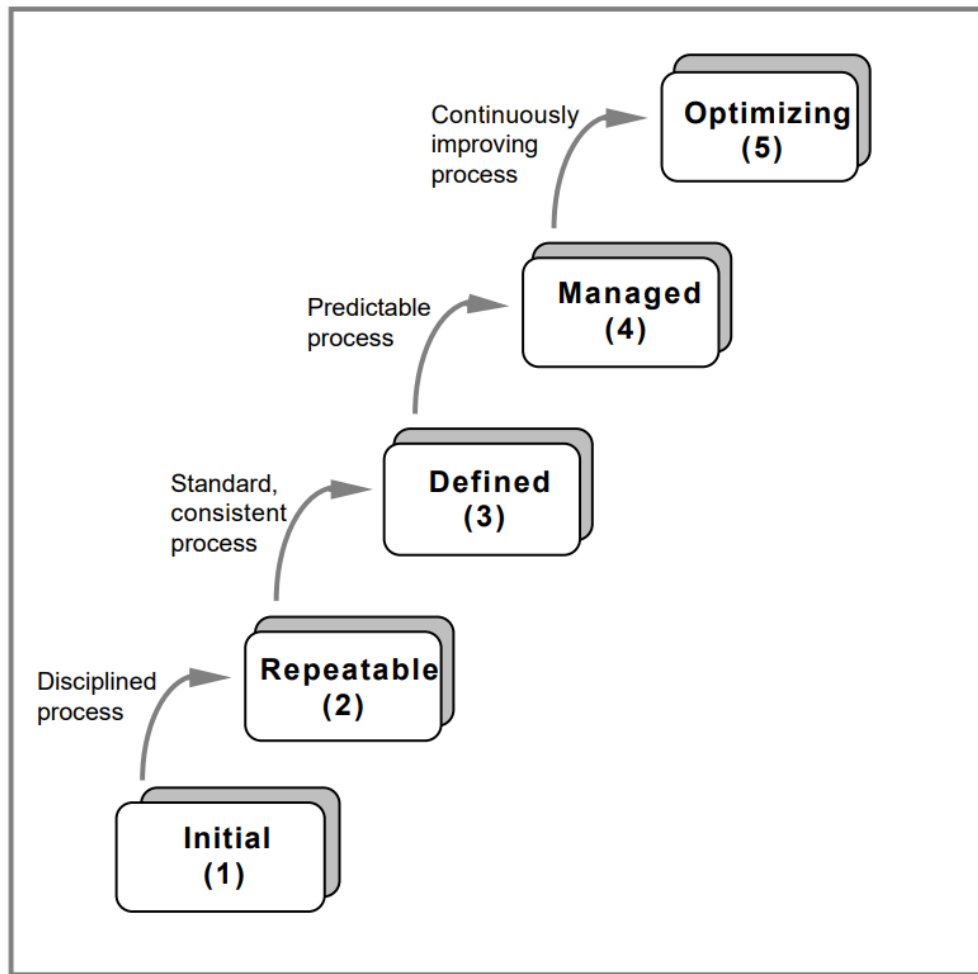 Continuously
improving
process
Optimizing
(5)
Predictable
process
Managed
(4)
Standard,
consistent
process
Defined
(3)
Disciplined
process
Repeatable
(2)
Initial
(1)